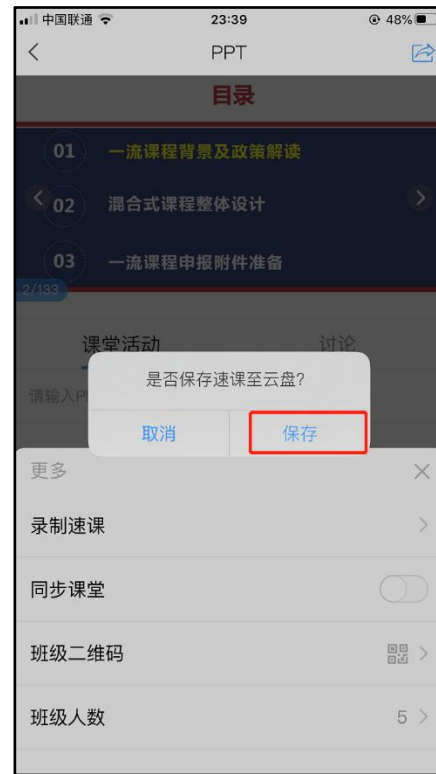 中国联通 23:39 48%
PPT
目录
01 一流课程背景及政策解读
02 混合式课程整体设计
03 一流课程申报附件准备
2/133
课堂活动 讨论
请输入P
是否保存速课至云盘?
取消 保存
更多
录制速课
同步课堂
班级二维码
班级人数 5